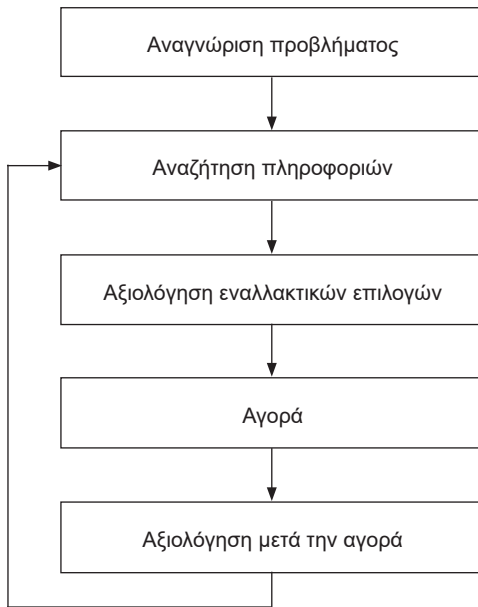 Αναγνώριση προβλήματος
Αναζήτηση πληροφοριών
Αξιολόγηση εναλλακτικών επιλογών
Αγορά
Αξιολόγηση μετά την αγορά